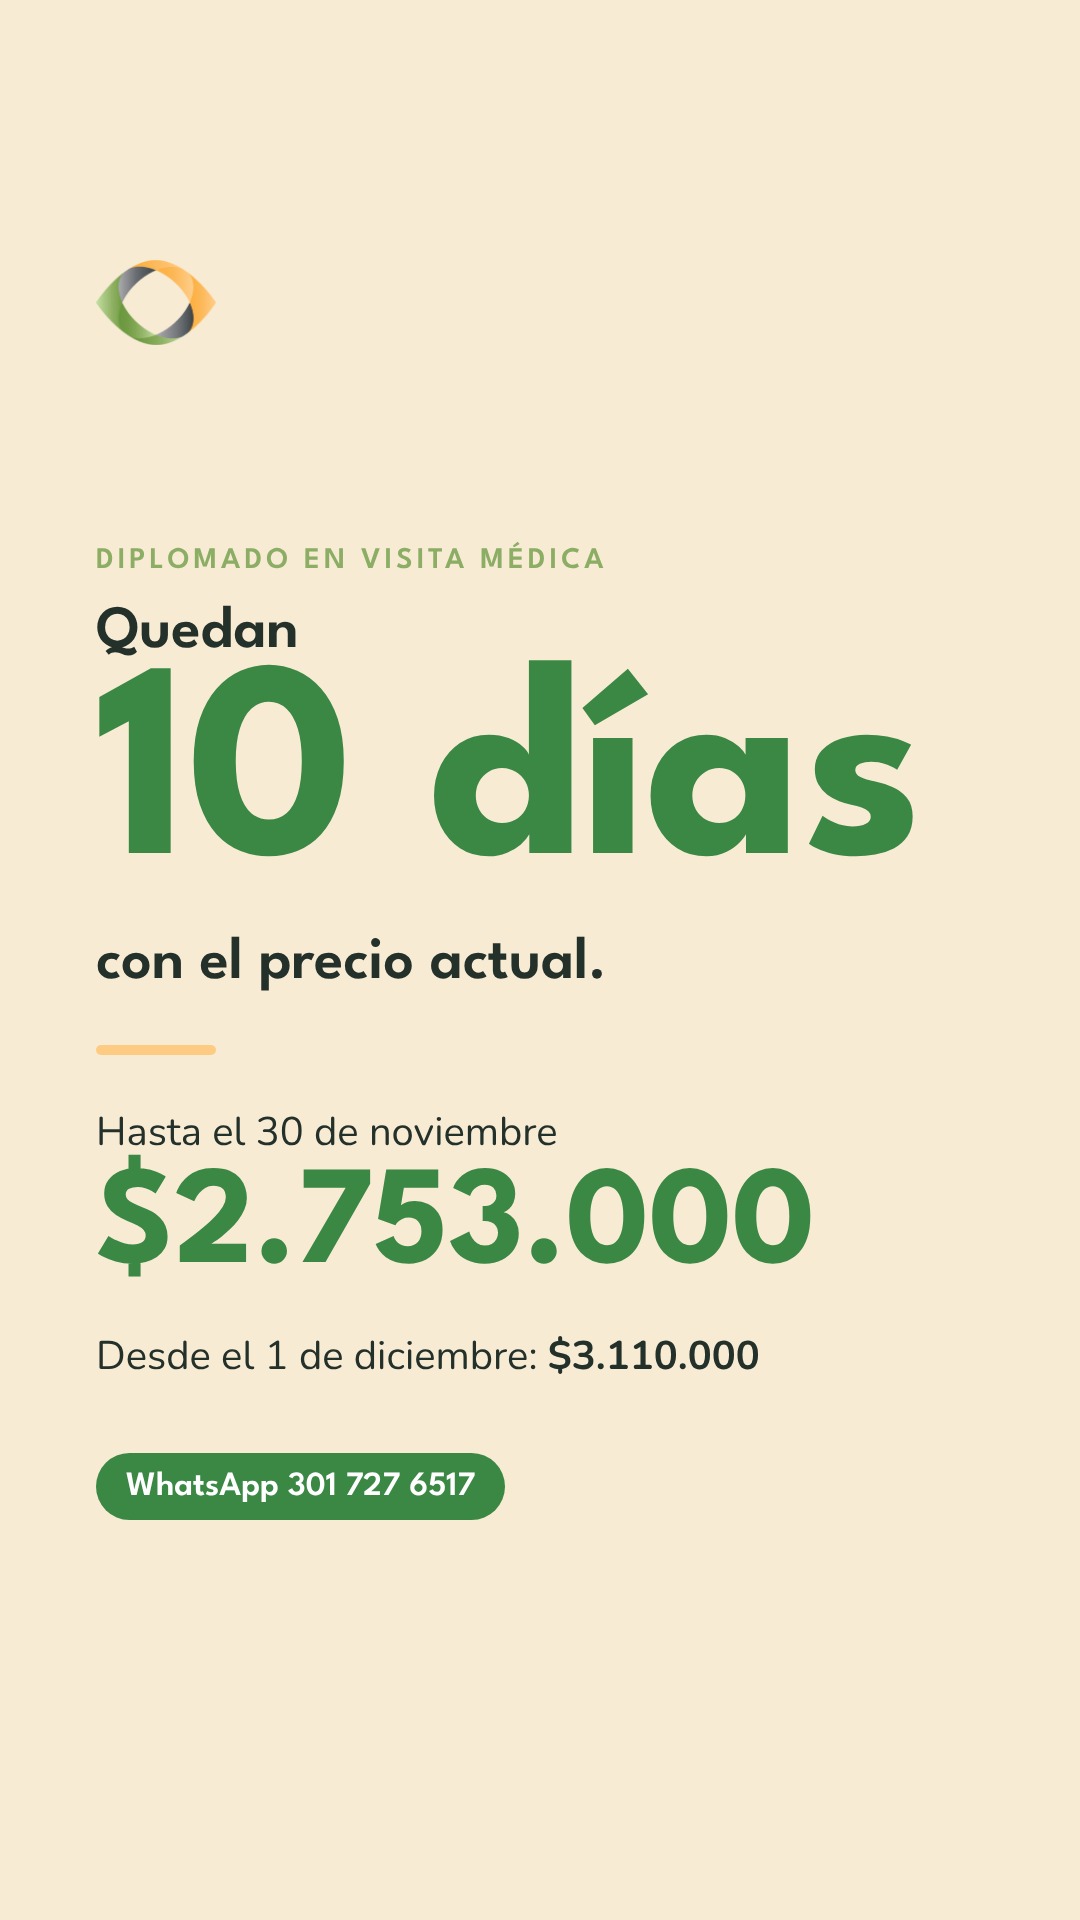 DIPLOMADO EN VISITA MÉDICA
Quedan
10 días
con el precio actual.
Hasta el 30 de noviembre
$2.753.000
Desde el 1 de diciembre: $3.110.000
WhatsApp 301 727 6517